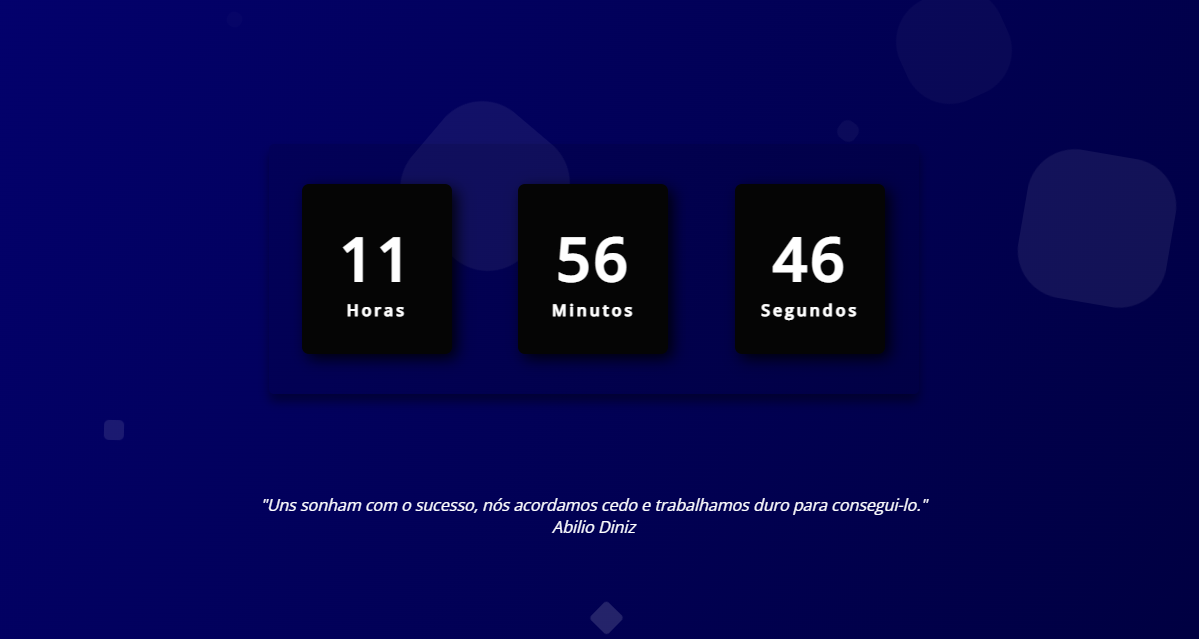 11 56 46
Horas Minutos Segundos
"Uns sonham com o sucesso, nós acordamos cedo e trabalhamos duro para consegui-lo."
Abilio Diniz